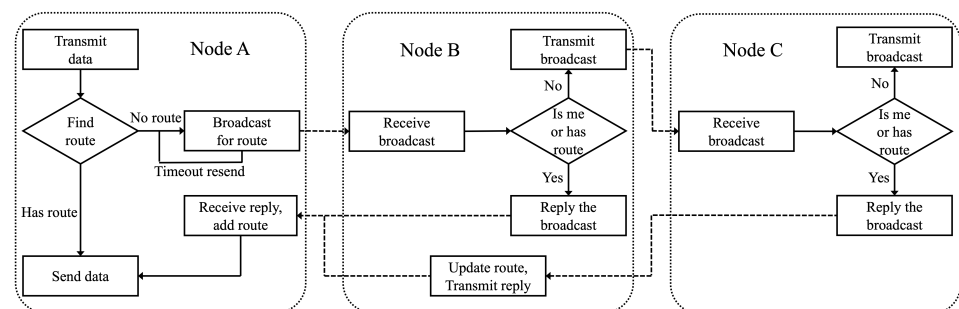 Node A
Transmit
data
Find
route
No route
Broadcast
for route
Timeout resend
Has route
Receive reply,
add route
Send data
Node B
Transmit
broadcast
No
Receive
broadcast
Is me
or has
route
Yes
Reply the
broadcast
Update route,
Transmit reply
Node C
Transmit
broadcast
No
Receive
broadcast
Is me
or has
route
Yes
Reply the
broadcast